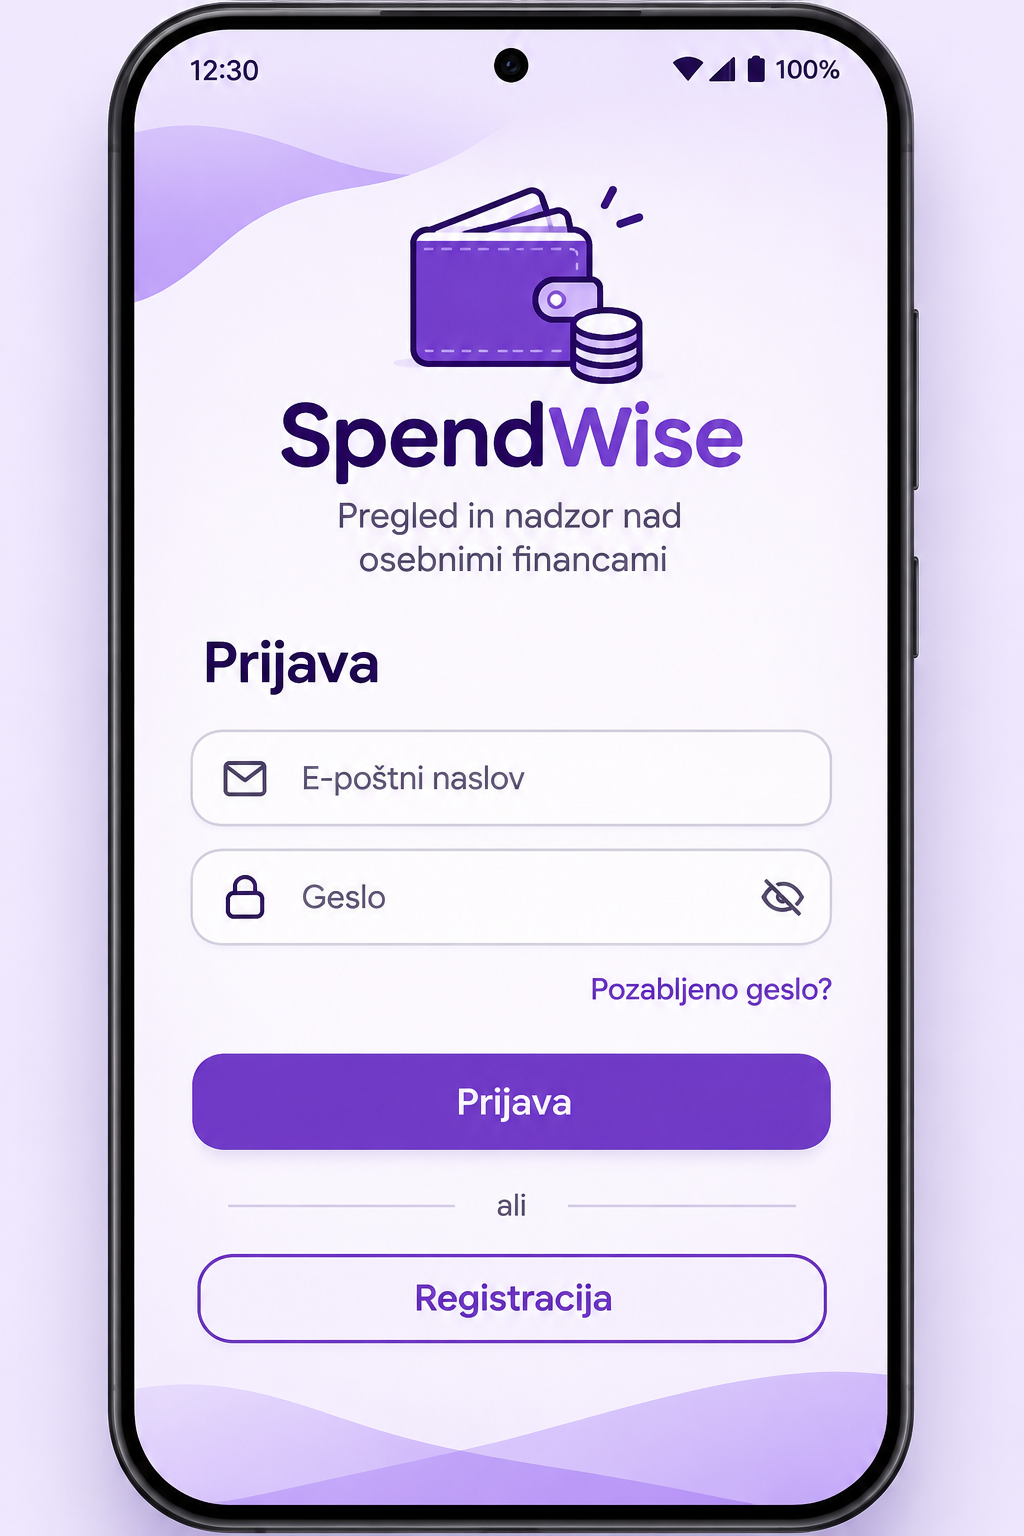 12:30
100%
SpendWise
Pregled in nadzor nad
osebnimi financami
Prijava
E-poštni naslov
Geslo
Pozabljeno geslo?
Prijava
ali
Registracija